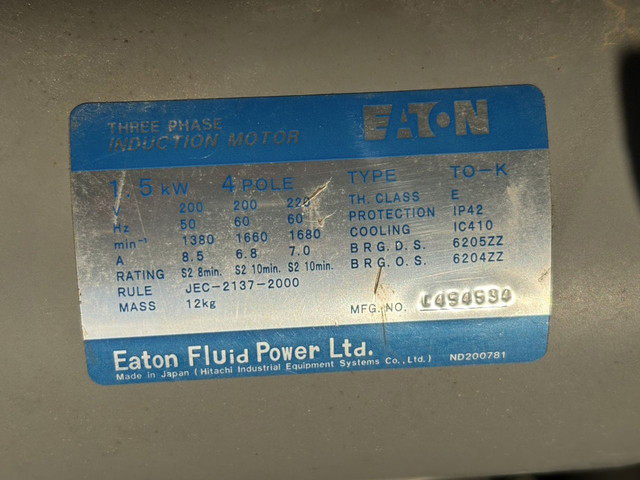 THREE PHASE
INDUCTION MOTOR
EATON
1.5 kW 4 POLE
V 200 200 220
Hz 50 60 60
min⁻¹ 1380 1660 1680
A 8.5 6.8 7.0
RATING S2 8min. S2 10min. S2 10min.
RULE JEC-2137-2000
MASS 12kg
TYPE TO-K
TH. CLASS E
PROTECTION IP42
COOLING IC410
BRG. D. S. 6205ZZ
BRG. O. S. 6204ZZ
MFG. NO.
Eaton Fluid Power Ltd.
Made in Japan (Hitachi Industrial Equipment Systems Co., Ltd.) ND200781